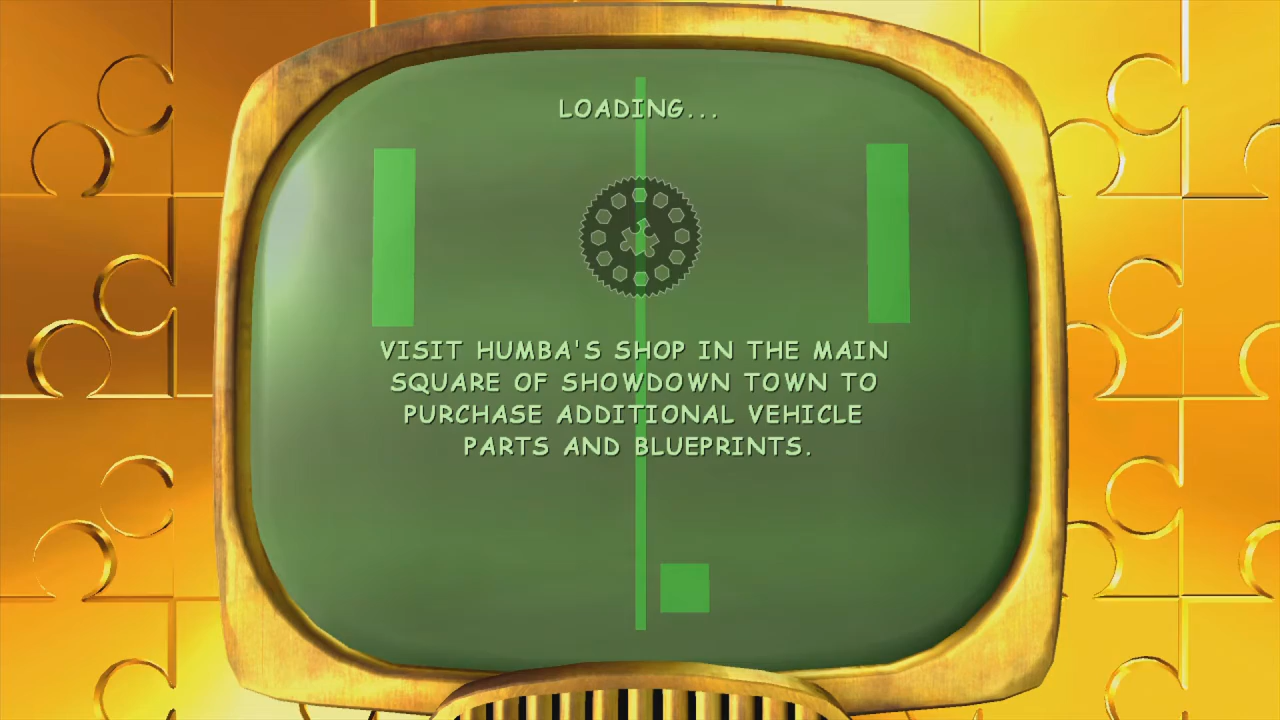 LOADING...
VISIT HUMBA'S SHOP IN THE MAIN
SQUARE OF SHOWDOWN TOWN TO
PURCHASE ADDITIONAL VEHICLE
PARTS AND BLUEPRINTS.